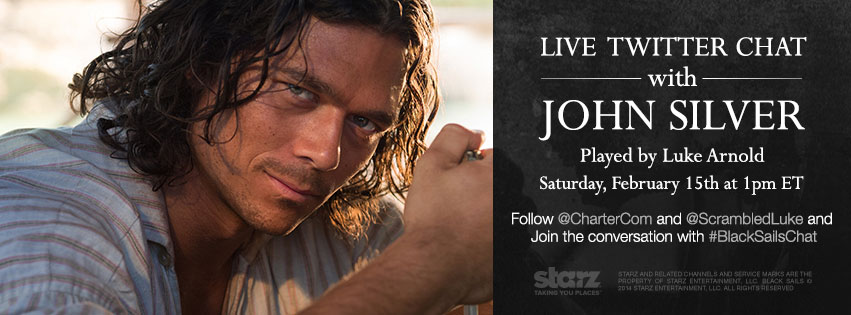 LIVE TWITTER CHAT
with
JOHN SILVER
Played by Luke Arnold
Saturday, February 15th at 1pm ET
Follow @CharterCom and @ScrambledLuke and
Join the conversation with #BlackSailsChat
starz
TAKING YOU PLACES
STARZ AND RELATED CHANNELS AND SERVICE MARKS ARE THE
PROPERTY OF STARZ ENTERTAINMENT, LLC. BLACK SAILS ©
2014 STARZ ENTERTAINMENT, LLC. ALL RIGHTS RESERVED